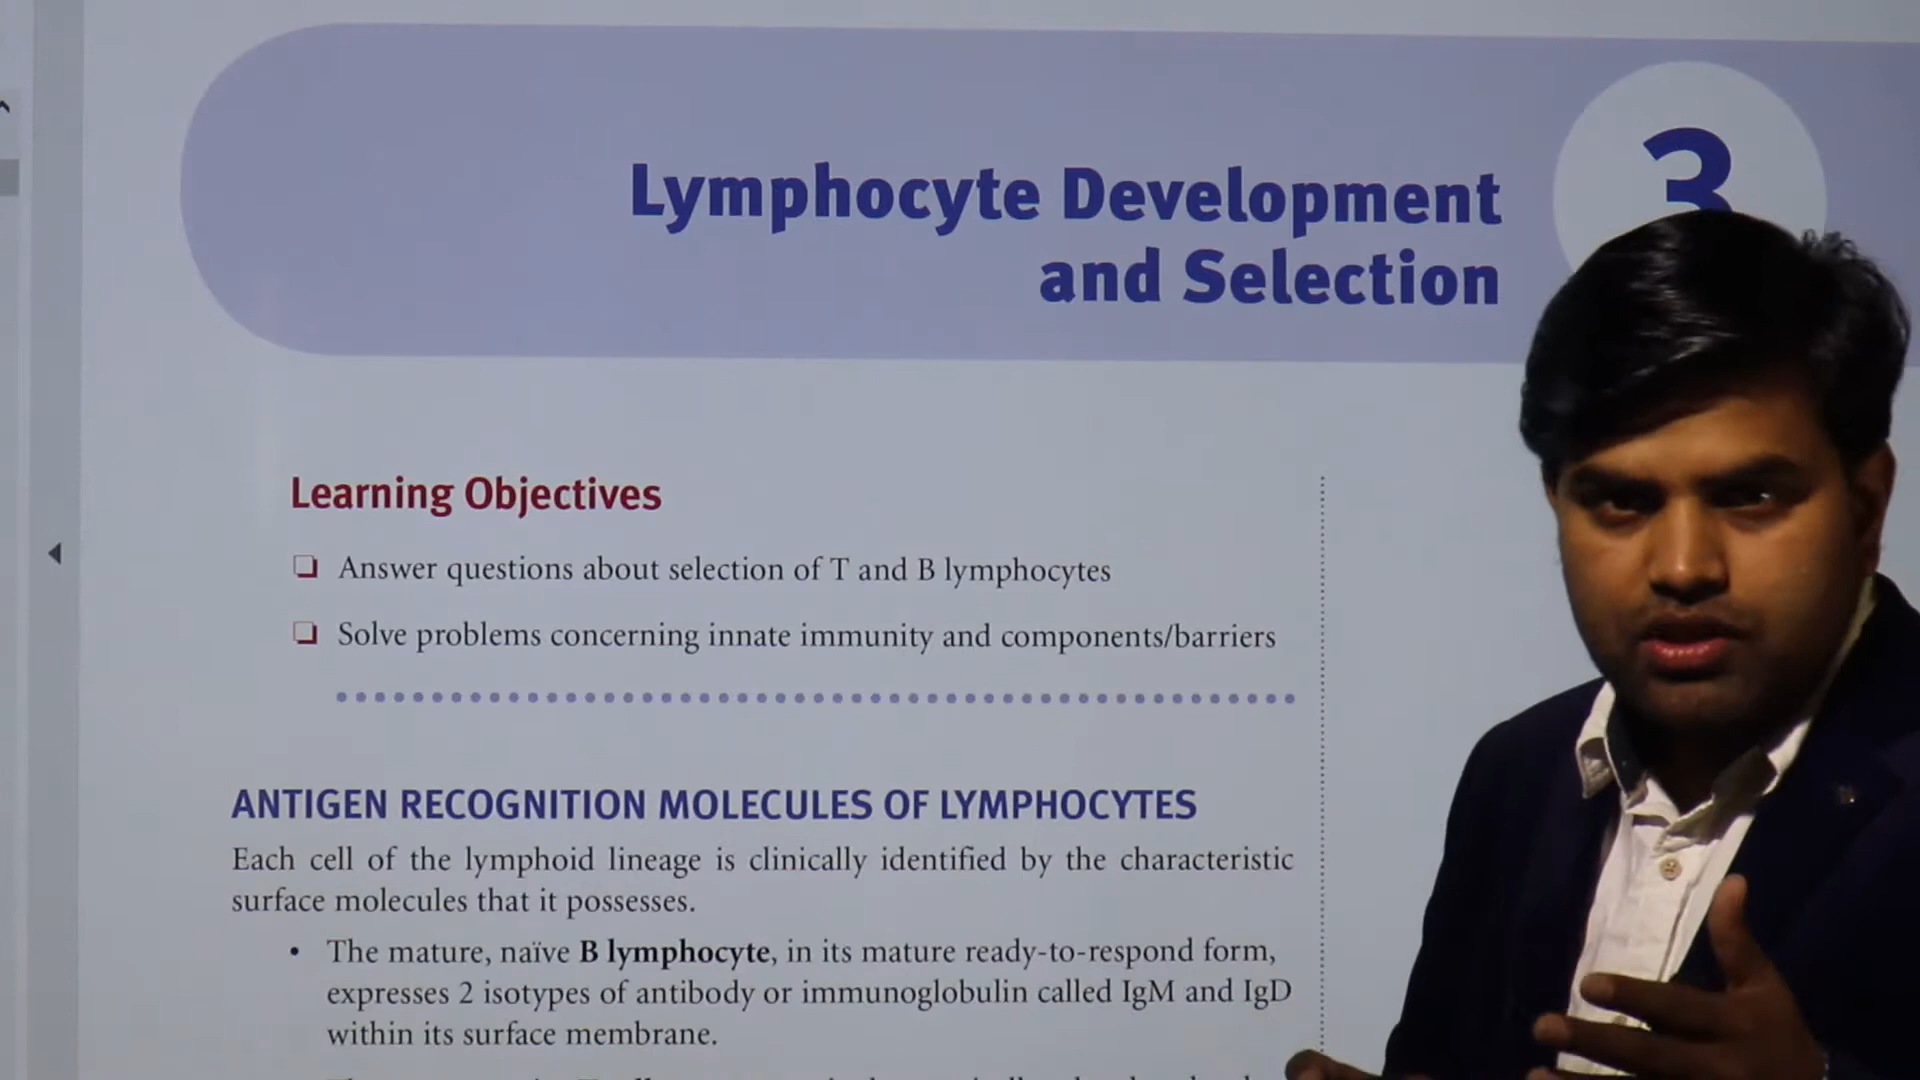 3
Lymphocyte Development
and Selection
Learning Objectives
❏ Answer questions about selection of T and B lymphocytes
❏ Solve problems concerning innate immunity and components/barriers
ANTIGEN RECOGNITION MOLECULES OF LYMPHOCYTES
Each cell of the lymphoid lineage is clinically identified by the characteristic
surface molecules that it possesses.
• The mature, naïve B lymphocyte, in its mature ready-to-respond form,
expresses 2 isotypes of antibody or immunoglobulin called IgM and IgD
within its surface membrane.